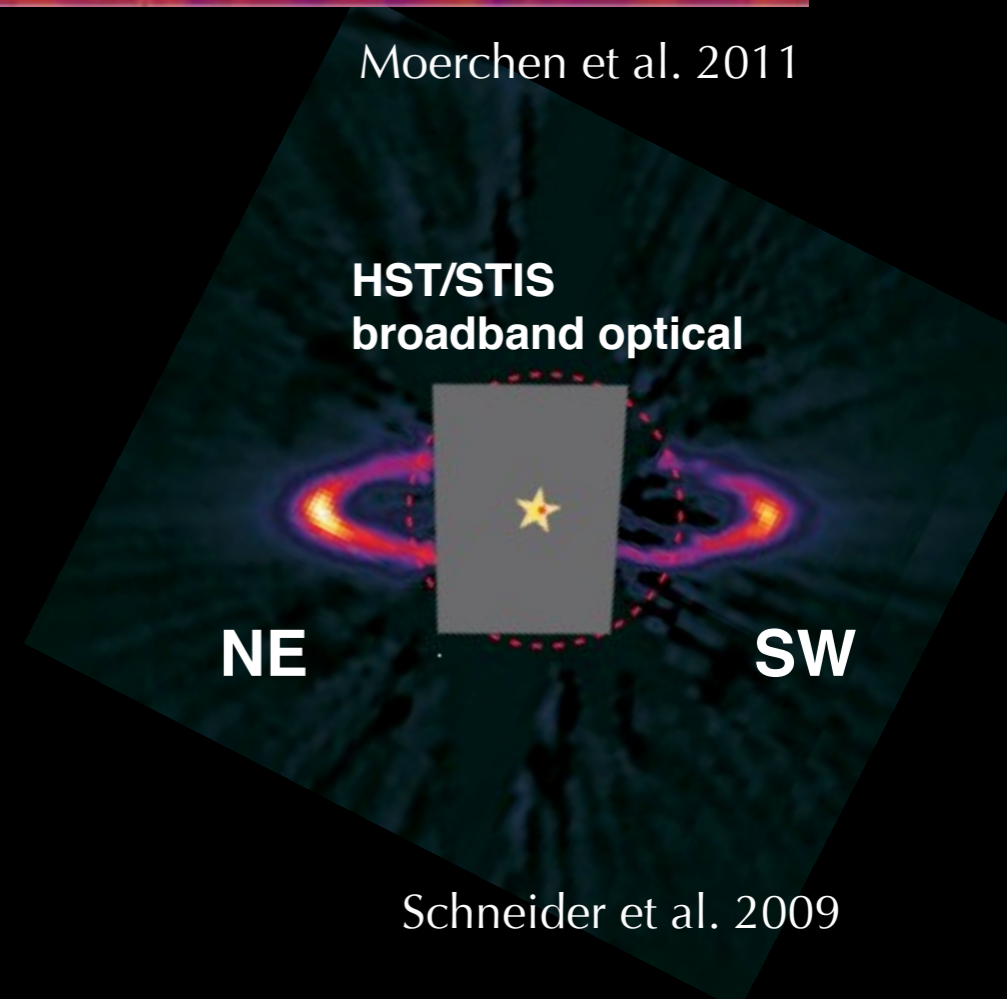 Moerchen et al. 2011
HST/STIS
broadband optical
NE
SW
Schneider et al. 2009